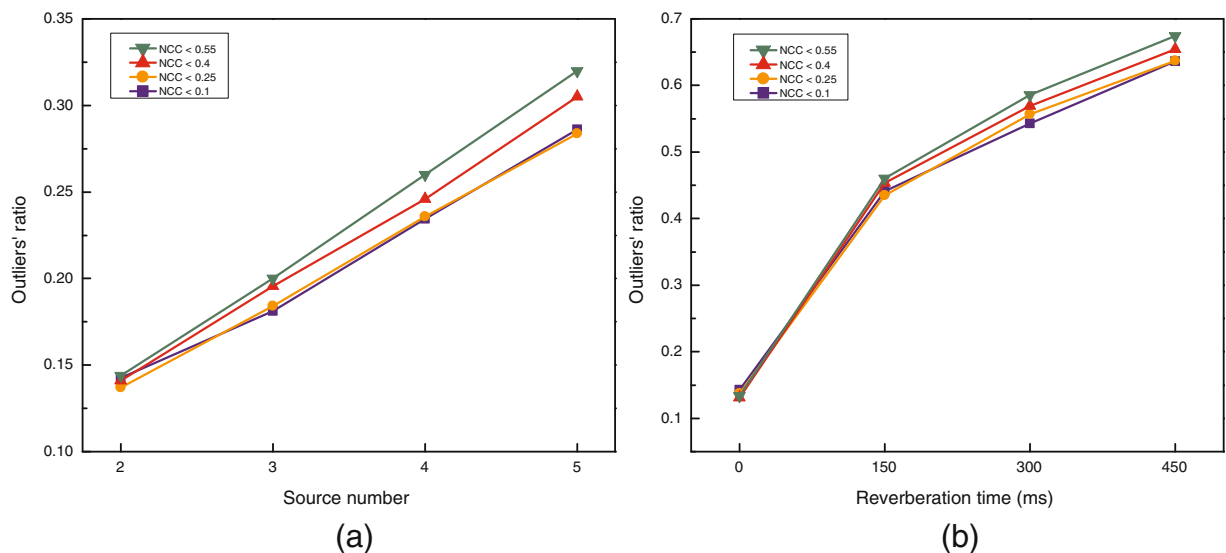 0.35
0.30
0.25
0.20
0.15
0.10
Outliers' ratio
NCC < 0.55
NCC < 0.4
NCC < 0.25
NCC < 0.1
2 3 4 5
Source number
(a)
0.7
0.6
0.5
0.4
0.3
0.2
0.1
Outliers' ratio
NCC < 0.55
NCC < 0.4
NCC < 0.25
NCC < 0.1
0 150 300 450
Reverberation time (ms)
(b)